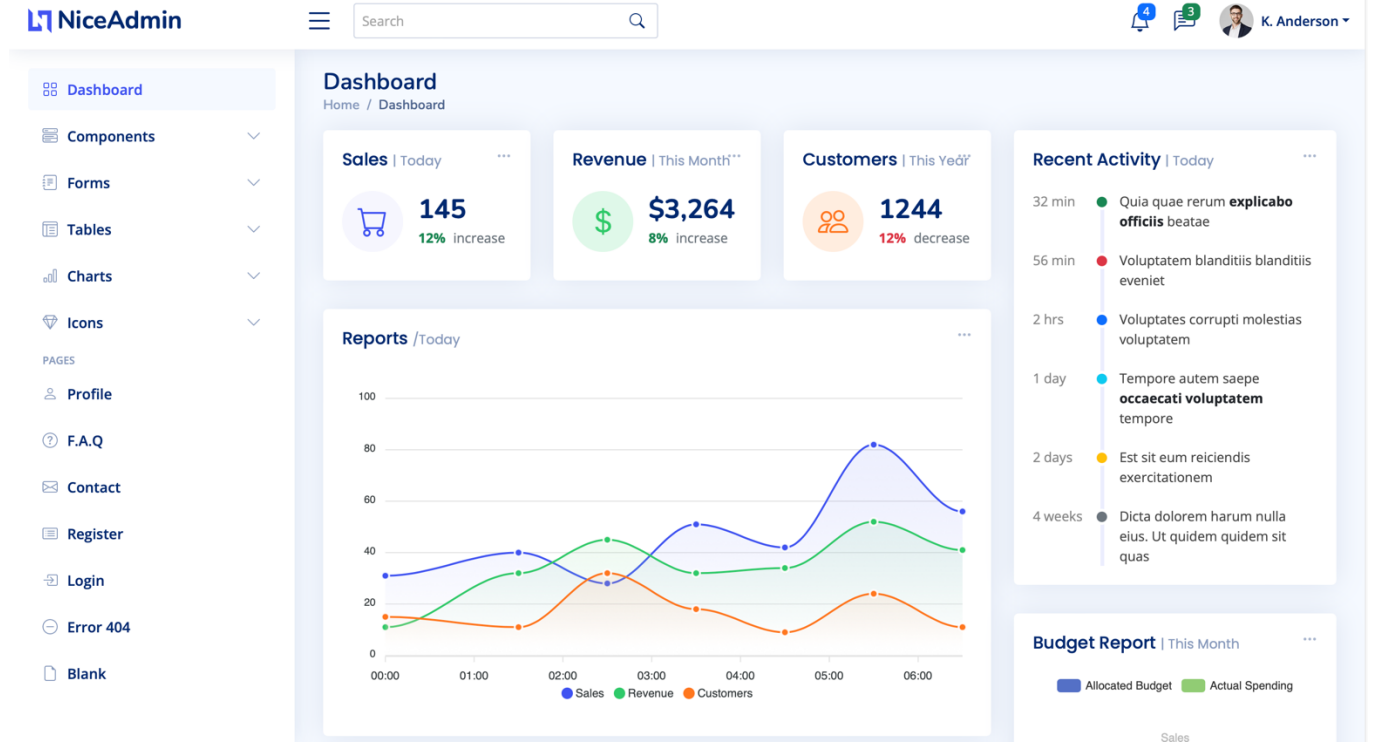 NiceAdmin
Search
4
3
K. Anderson
Dashboard
Components
Forms
Tables
Charts
Icons
PAGES
Profile
F.A.Q
Contact
Register
Login
Error 404
Blank
Dashboard
Home / Dashboard
Sales | Today
145
12% increase
Revenue | This Month
$3,264
8% increase
Customers | This Year
1244
12% decrease
Reports /Today
100
80
60
40
20
0
00:00 01:00 02:00 03:00 04:00 05:00 06:00
Sales Revenue Customers
Recent Activity | Today
32 min Quia quae rerum explicabo
officiis beatae
56 min Voluptatem blanditiis blanditiis
eveniet
2 hrs Voluptates corrupti molestias
voluptatem
1 day Tempore autem saepe
occaecati voluptatem
tempore
2 days Est sit eum reiciendis
exercitationem
4 weeks Dicta dolorem harum nulla
eius. Ut quidem quidem sit
quas
Budget Report | This Month
Allocated Budget Actual Spending
Sales